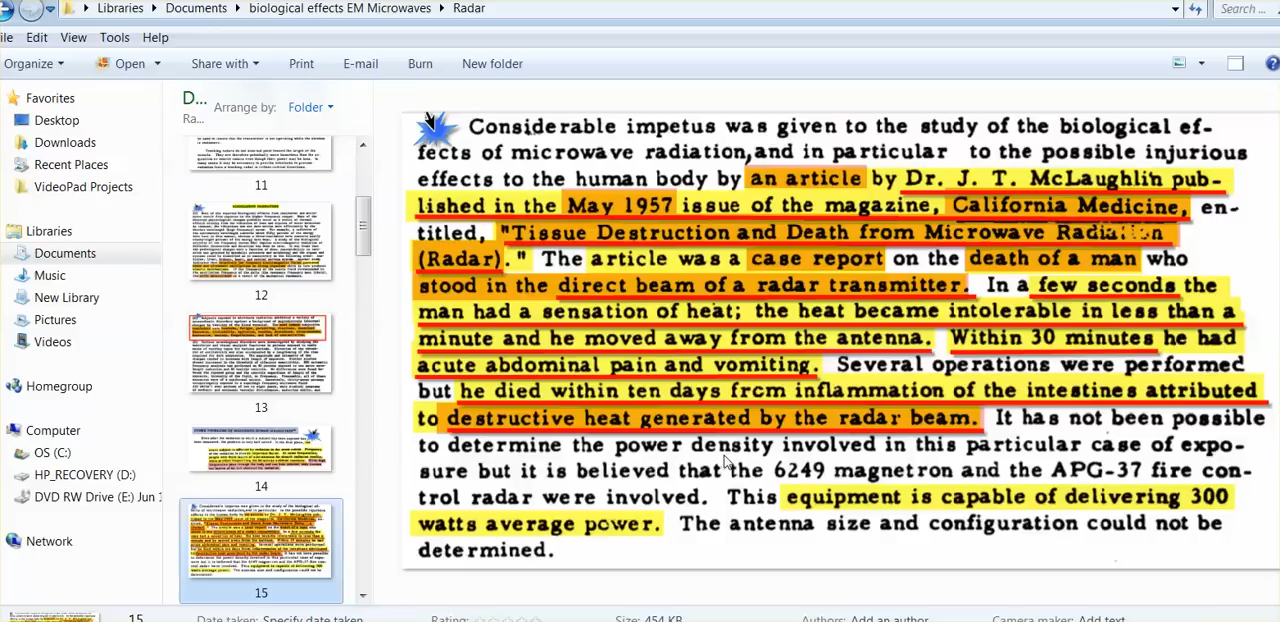 Libraries Documents biological effects EM Microwaves Radar
Search ...
ile Edit View Tools Help
Organize Open Share with Print E-mail Burn New folder
Favorites
Desktop
Downloads
Recent Places
VideoPad Projects
Libraries
Documents
Music
New Library
Pictures
Videos
Homegroup
Computer
OS (C:)
HP_RECOVERY (D:)
DVD RW Drive (E:) Jun 1
Network
D...
Ra...
Arrange by: Folder
11
12
13
14
15
Considerable impetus was given to the study of the biological ef-
fects of microwave radiation, and in particular to the possible injurious
effects to the human body by an article by Dr. J. T. McLaughlin pub-
lished in the May 1957 issue of the magazine, California Medicine, en-
titled, "Tissue Destruction and Death from Microwave Radiation
(Radar)." The article was a case report on the death of a man who
stood in the direct beam of a radar transmitter. In a few seconds the
man had a sensation of heat; the heat became intolerable in less than a
minute and he moved away from the antenna. Within 30 minutes he had
acute abdominal pain and vomiting. Several operations were performed
but he died within ten days from inflammation of the intestines attributed
to destructive heat generated by the radar beam. It has not been possible
to determine the power density involved in this particular case of expo-
sure but it is believed that the 6249 magnetron and the APG-37 fire con-
trol radar were involved. This equipment is capable of delivering 300
watts average power. The antenna size and configuration could not be
determined.
15
Date taken: Specify date taken
Rating:
Size: 454 KB
Authors: Add an author
Camera maker: Add text